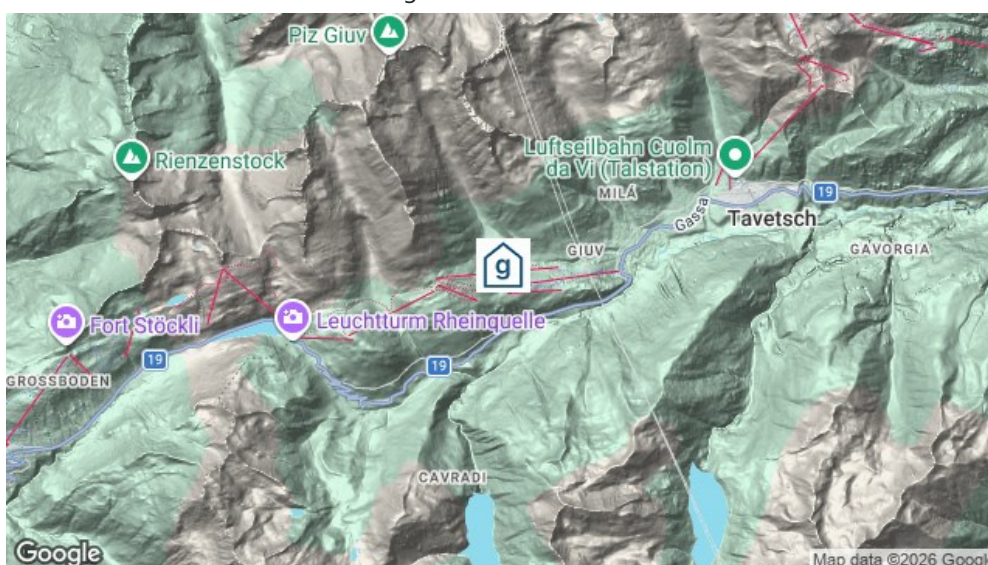 Piz Giuv
Rienzenstock
Luftseilbahn Cuolm
da Vi (Talstation)
MILÀ
19
Gassa
Tavetsch
GIUV
GAVORGIA
g
Fort Stöckli
Leuchtturm Rheinquelle
19
19
GROSSBODEN
CAVRADI
Google
Map data ©2026 Google